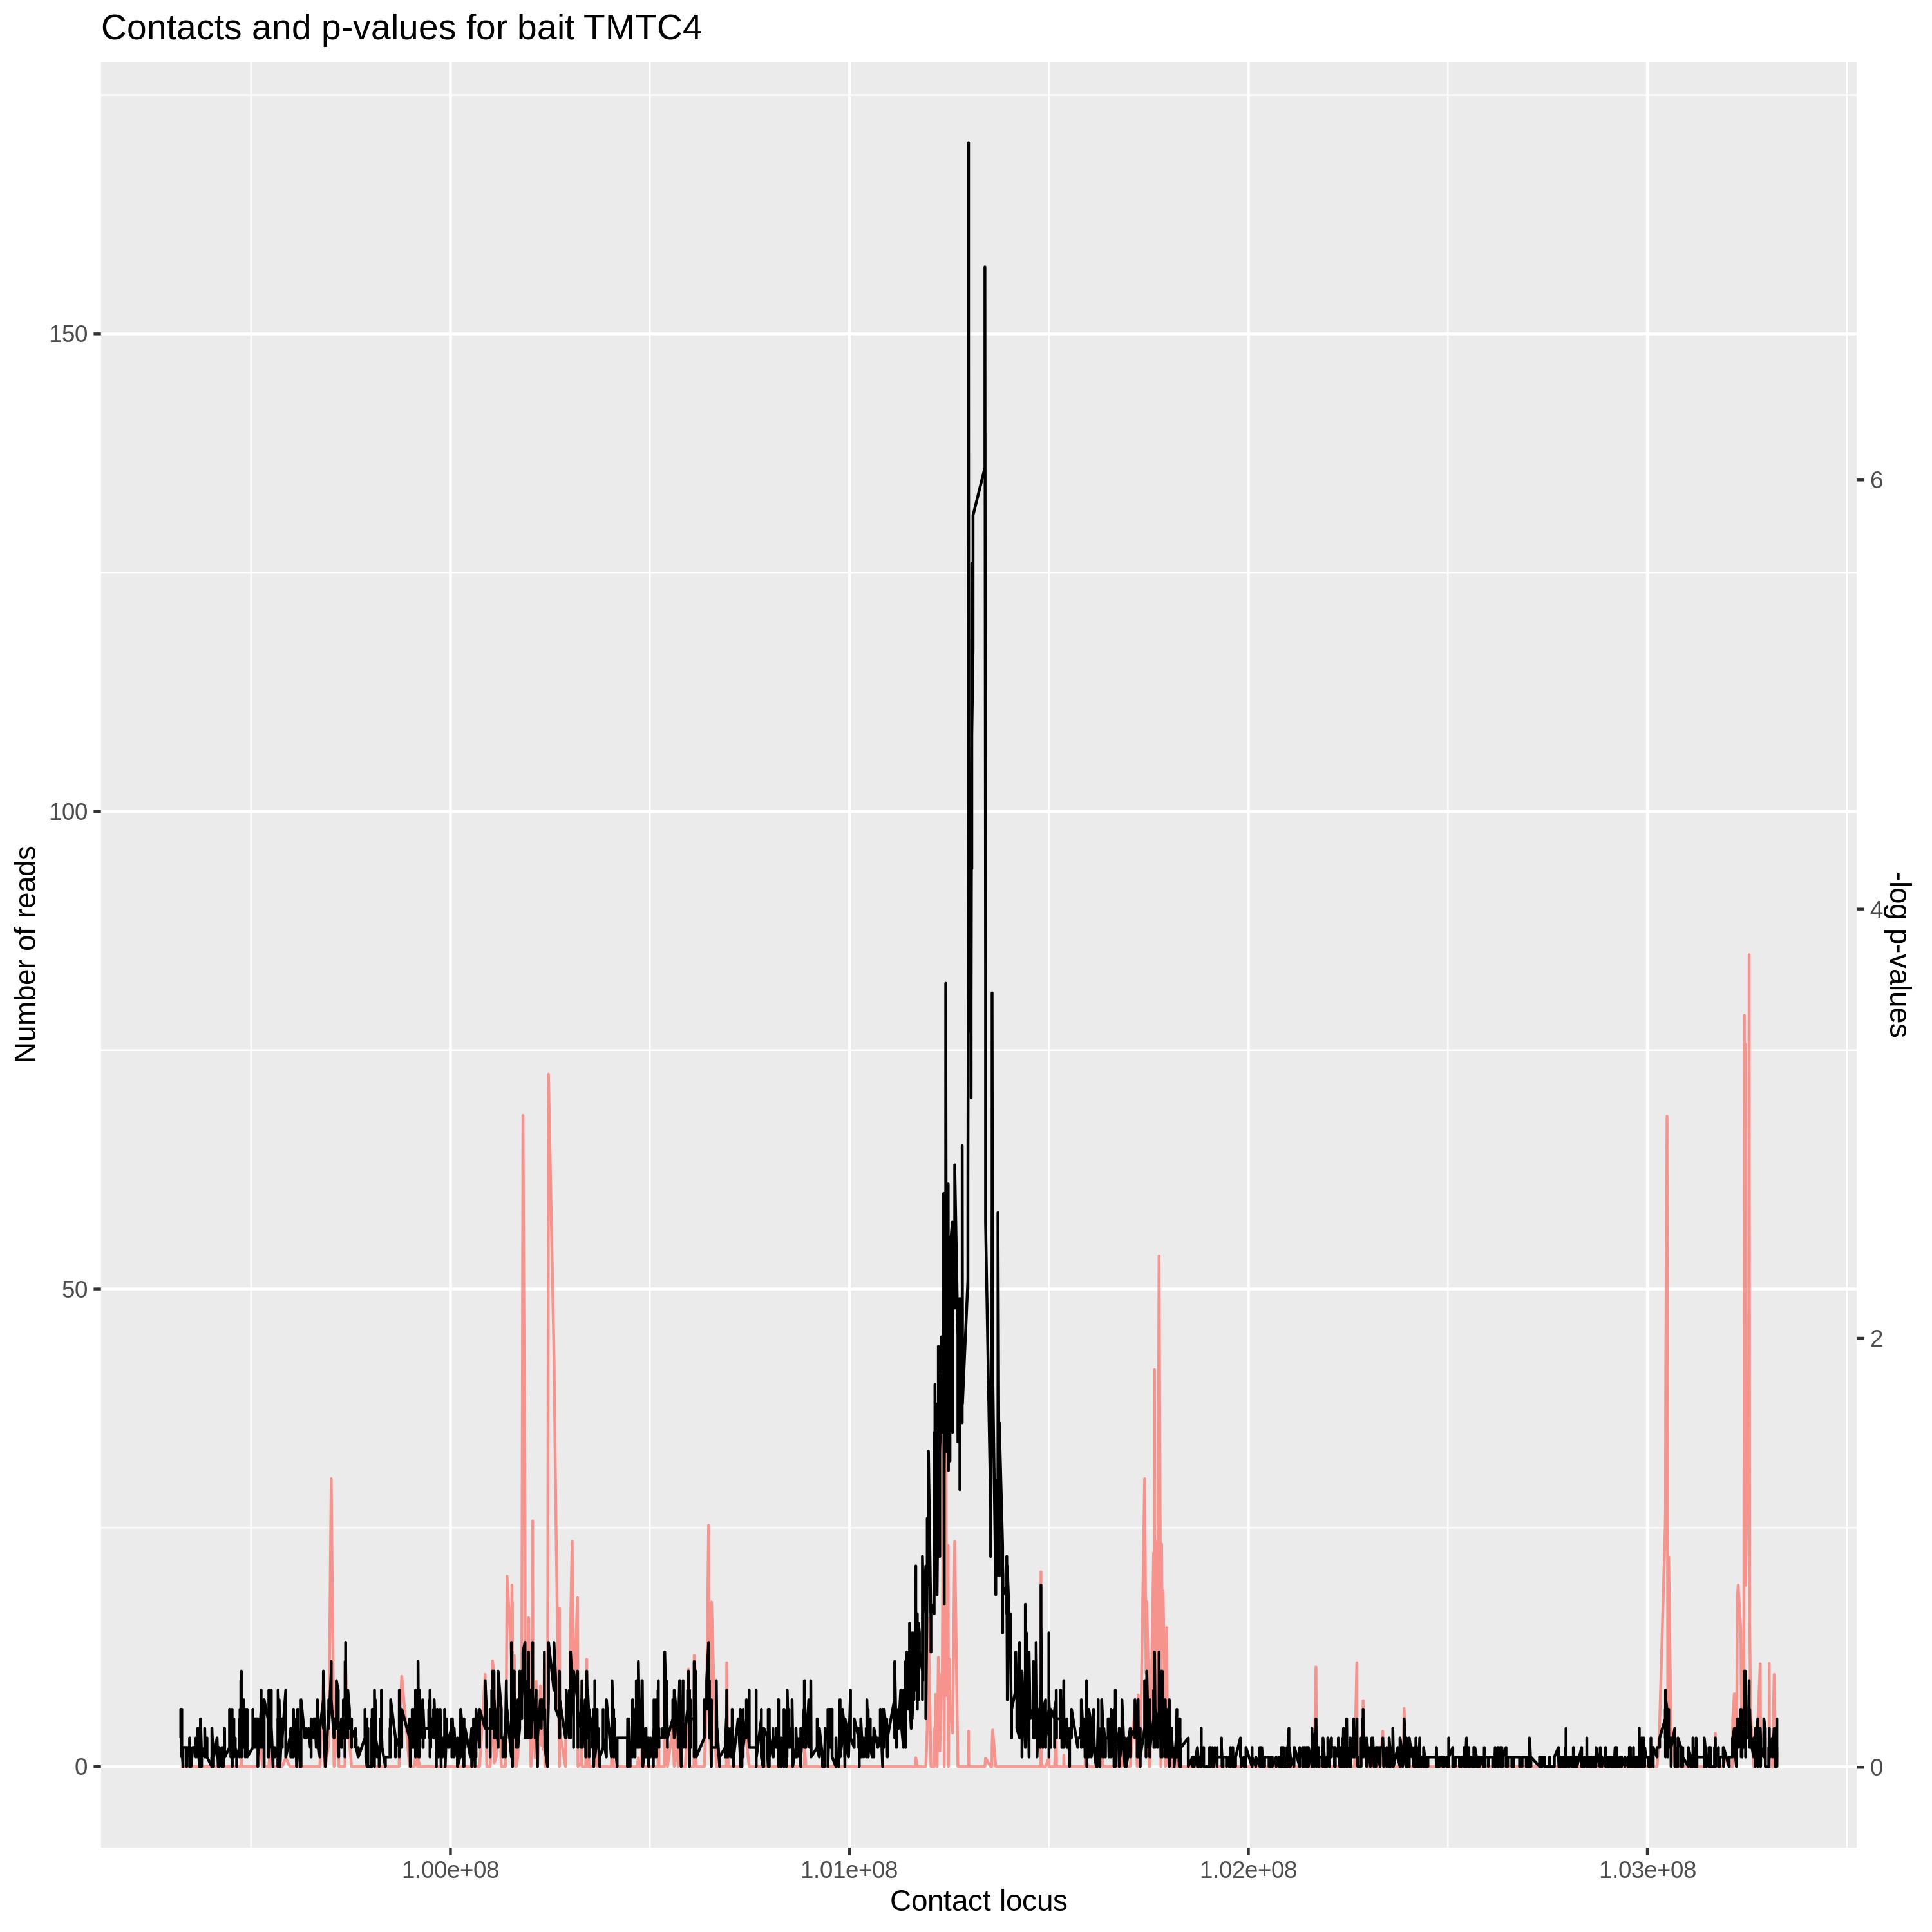 Contacts and p-values for bait TMTC4
Number of reads
150
100
50
0
6
4
2
0
-log p-values
1.00e+08
1.01e+08
1.02e+08
1.03e+08
Contact locus